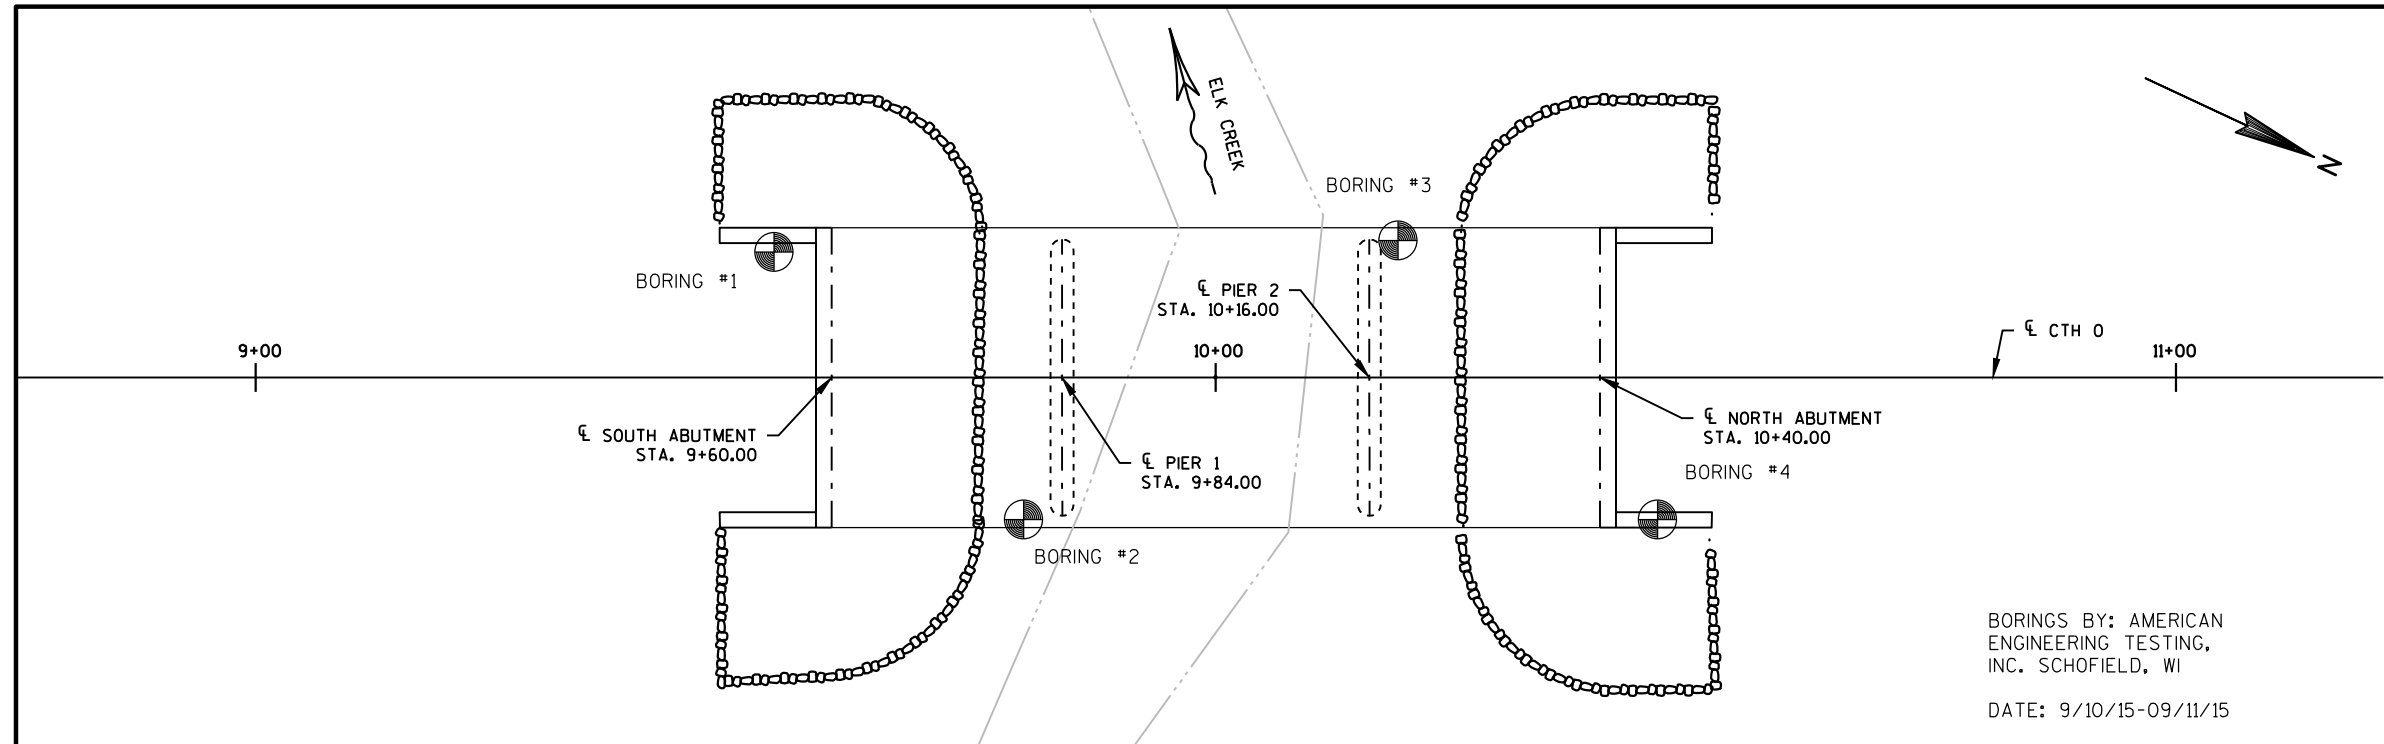 ELK CREEK
N
BORING #3
BORING #1
℄ PIER 2
STA. 10+16.00
℄ CTH O
9+00
10+00
11+00
℄ SOUTH ABUTMENT
STA. 9+60.00
℄ PIER 1
STA. 9+84.00
℄ NORTH ABUTMENT
STA. 10+40.00
BORING #4
BORING #2
BORINGS BY: AMERICAN
ENGINEERING TESTING,
INC. SCHOFIELD, WI
DATE: 9/10/15-09/11/15